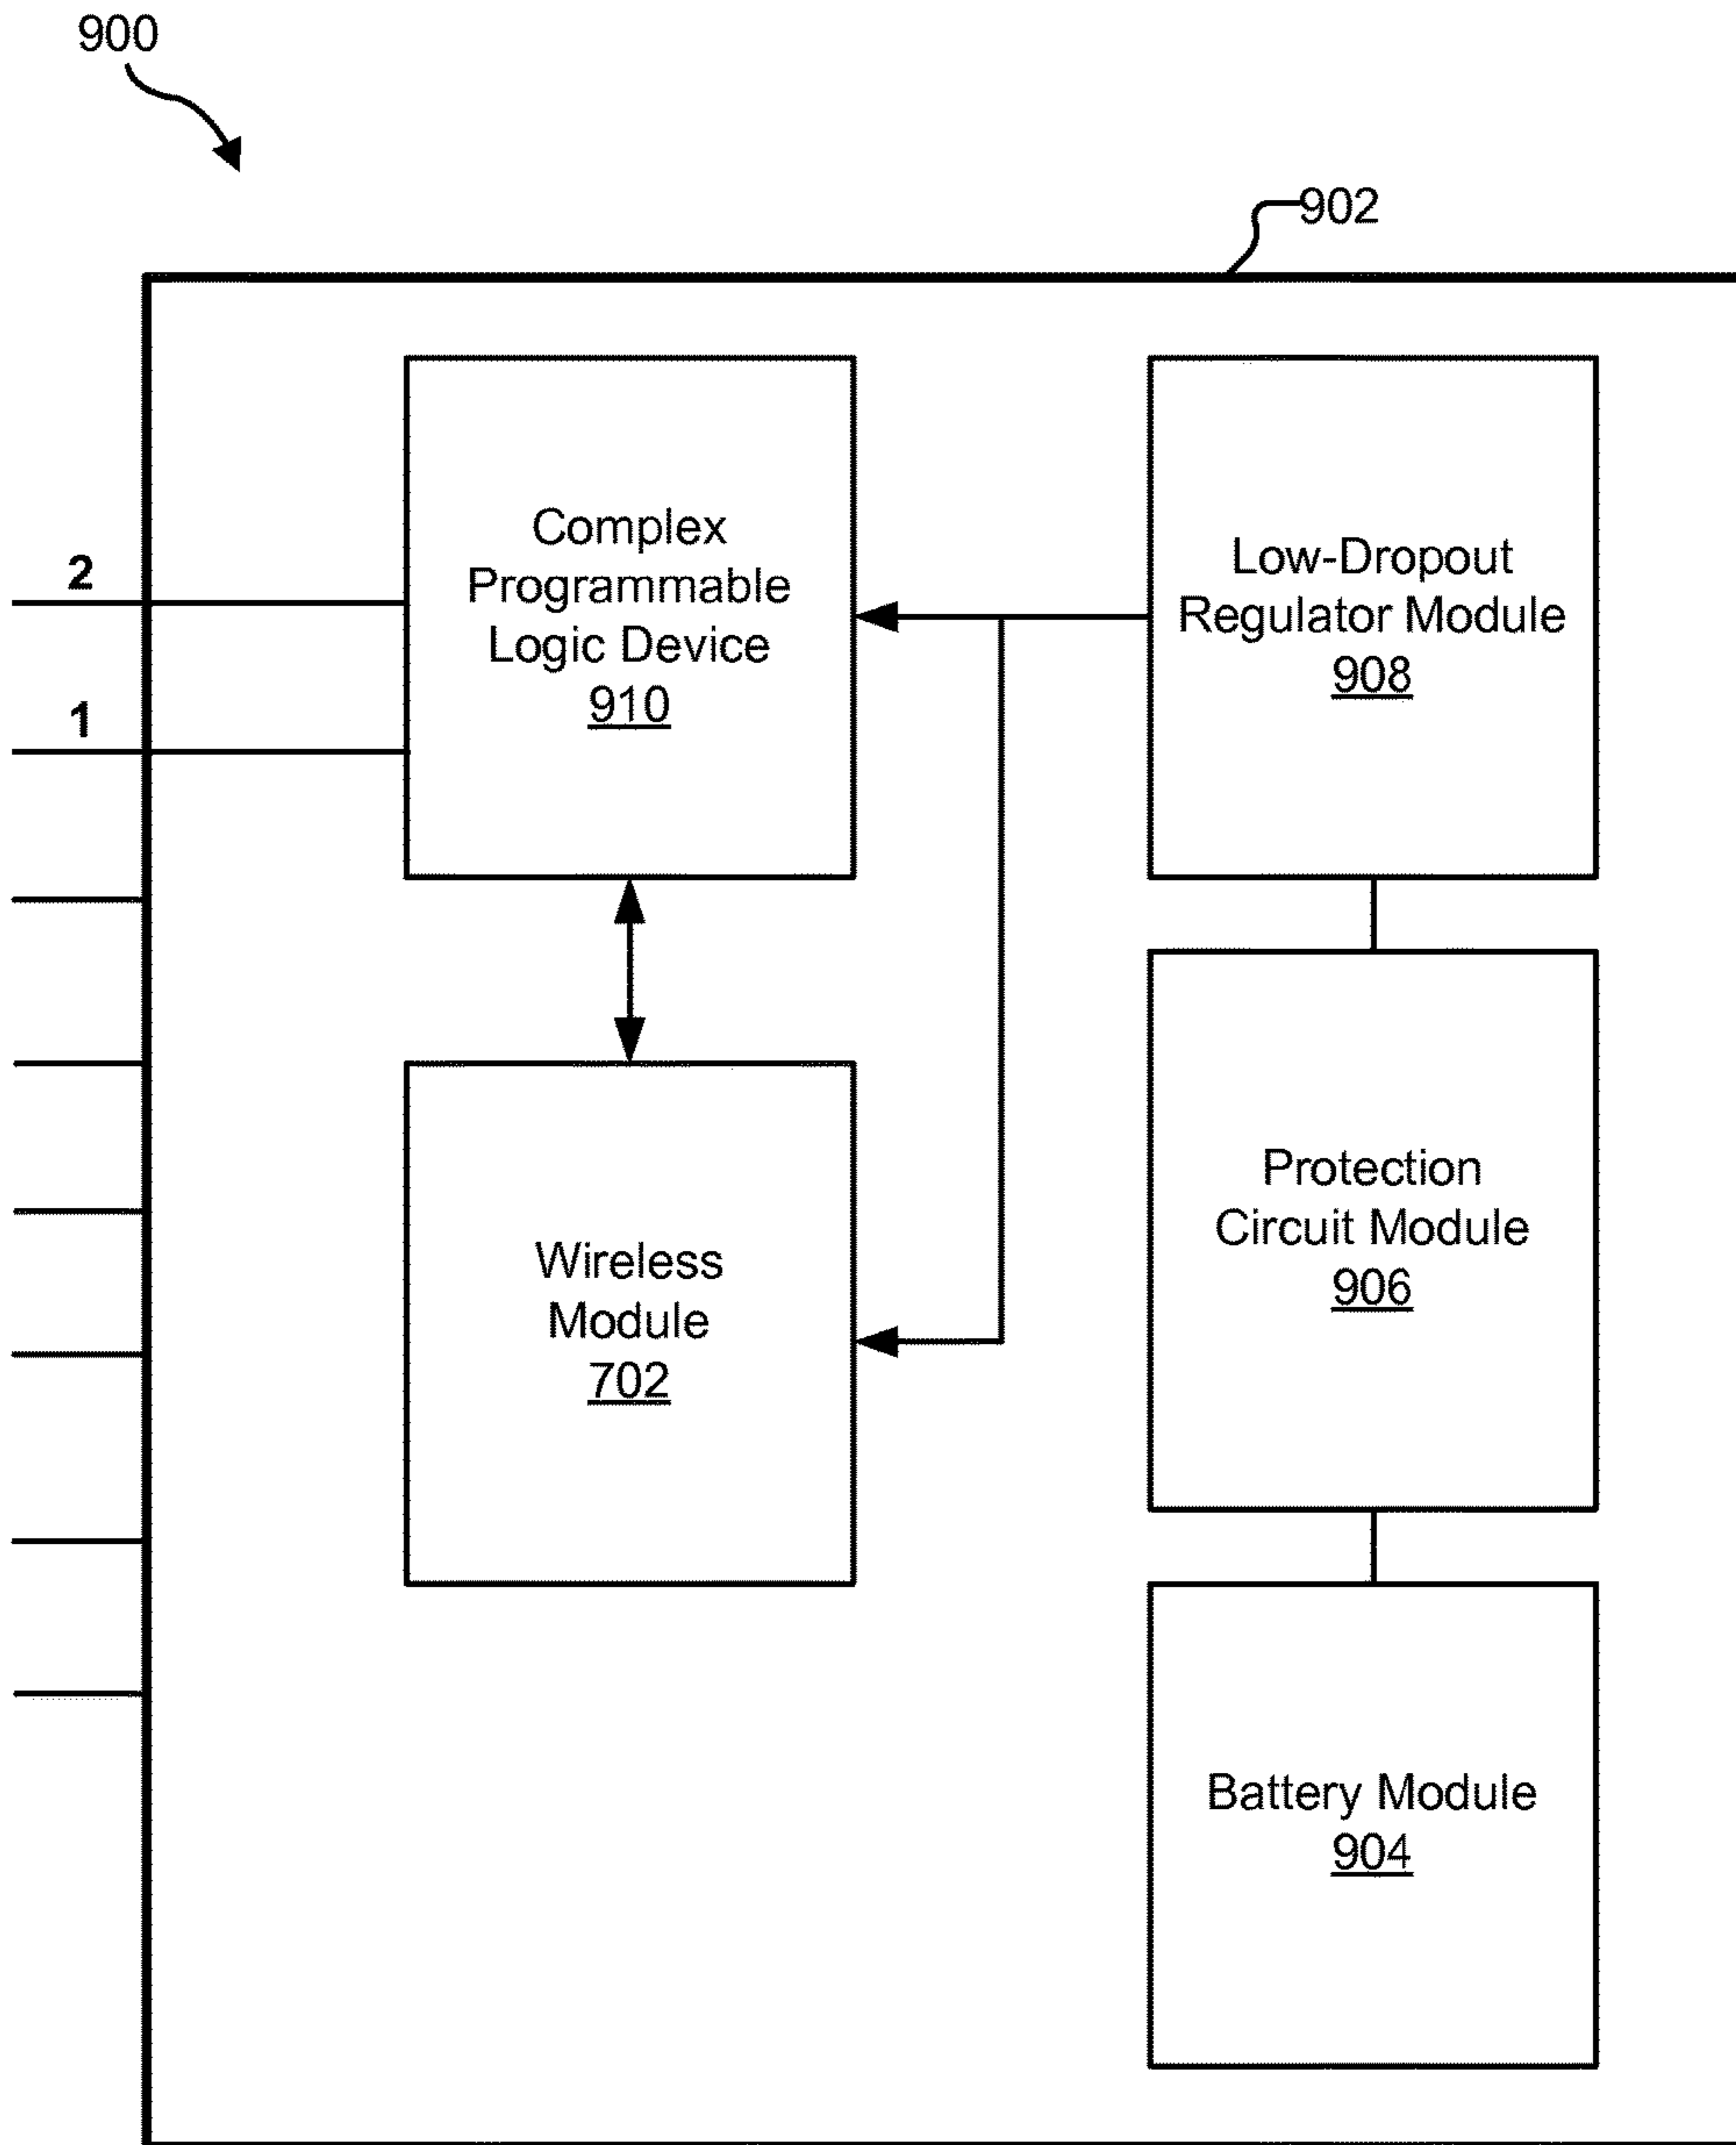 900
902
Complex
Programmable
Logic Device
910
Low-Dropout
Regulator Module
908
2
1
Wireless
Module
702
Protection
Circuit Module
906
Battery Module
904